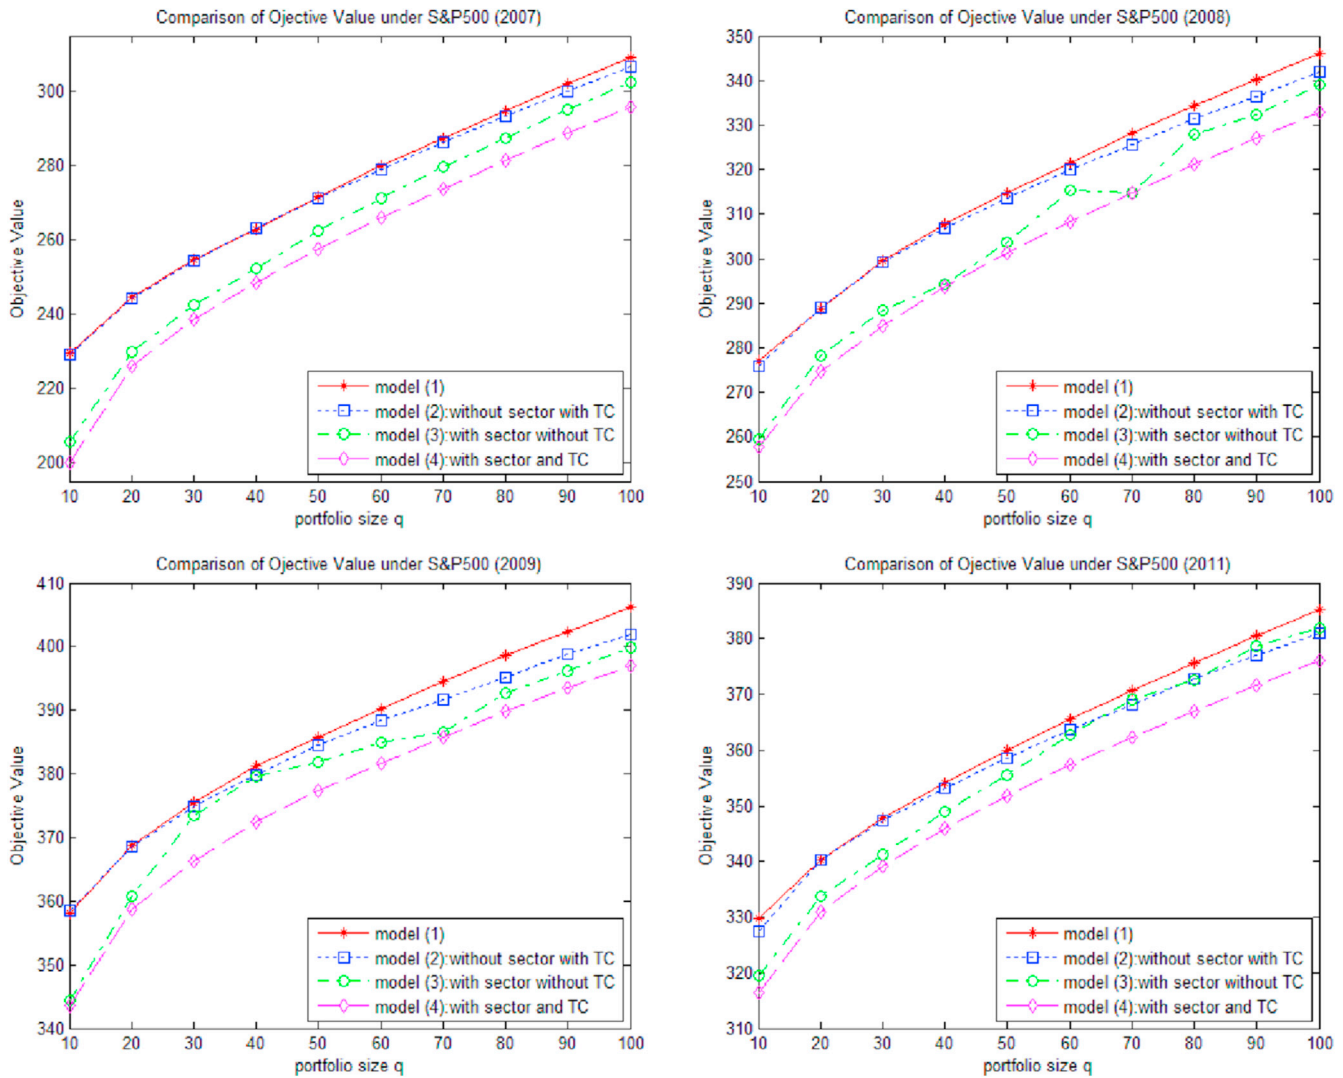 Comparison of Ojective Value under S&P500 (2007)
Objective Value
300
280
260
240
220
200
10 20 30 40 50 60 70 80 90 100
portfolio size q
model (1)
model (2):without sector with TC
model (3):with sector without TC
model (4):with sector and TC
Comparison of Ojective Value under S&P500 (2008)
Objective Value
350
340
330
320
310
300
290
280
270
260
250
10 20 30 40 50 60 70 80 90 100
portfolio size q
model (1)
model (2):without sector with TC
model (3):with sector without TC
model (4):with sector and TC
Comparison of Ojective Value under S&P500 (2009)
Objective Value
410
400
390
380
370
360
350
340
10 20 30 40 50 60 70 80 90 100
portfolio size q
model (1)
model (2):without sector with TC
model (3):with sector without TC
model (4):with sector and TC
Comparison of Ojective Value under S&P500 (2011)
Objective Value
390
380
370
360
350
340
330
320
310
10 20 30 40 50 60 70 80 90 100
portfolio size q
model (1)
model (2):without sector with TC
model (3):with sector without TC
model (4):with sector and TC